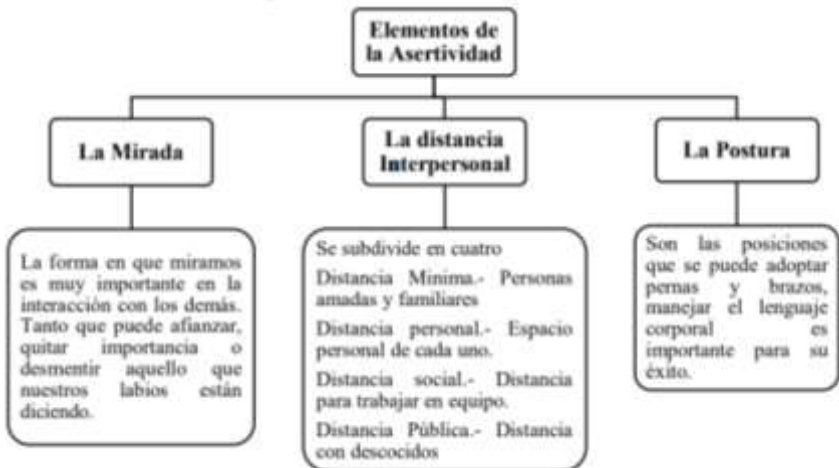 Elementos de
la Asertividad
La Mirada
La distancia
Interpersonal
La Postura
La forma en que miramos
es muy importante en la
interacción con los demás.
Tanto que puede afianzar,
quitar importancia o
desmentir aquello que
nuestros labios están
diciendo.
Se subdivide en cuatro
Distancia Mínima.- Personas
amadas y familiares
Distancia personal.- Espacio
personal de cada uno.
Distancia social.- Distancia
para trabajar en equipo.
Distancia Pública.- Distancia
con descocidos
Son las posiciones
que se puede adoptar
pernas y brazos,
manejar el lenguaje
corporal es
importante para su
éxito.